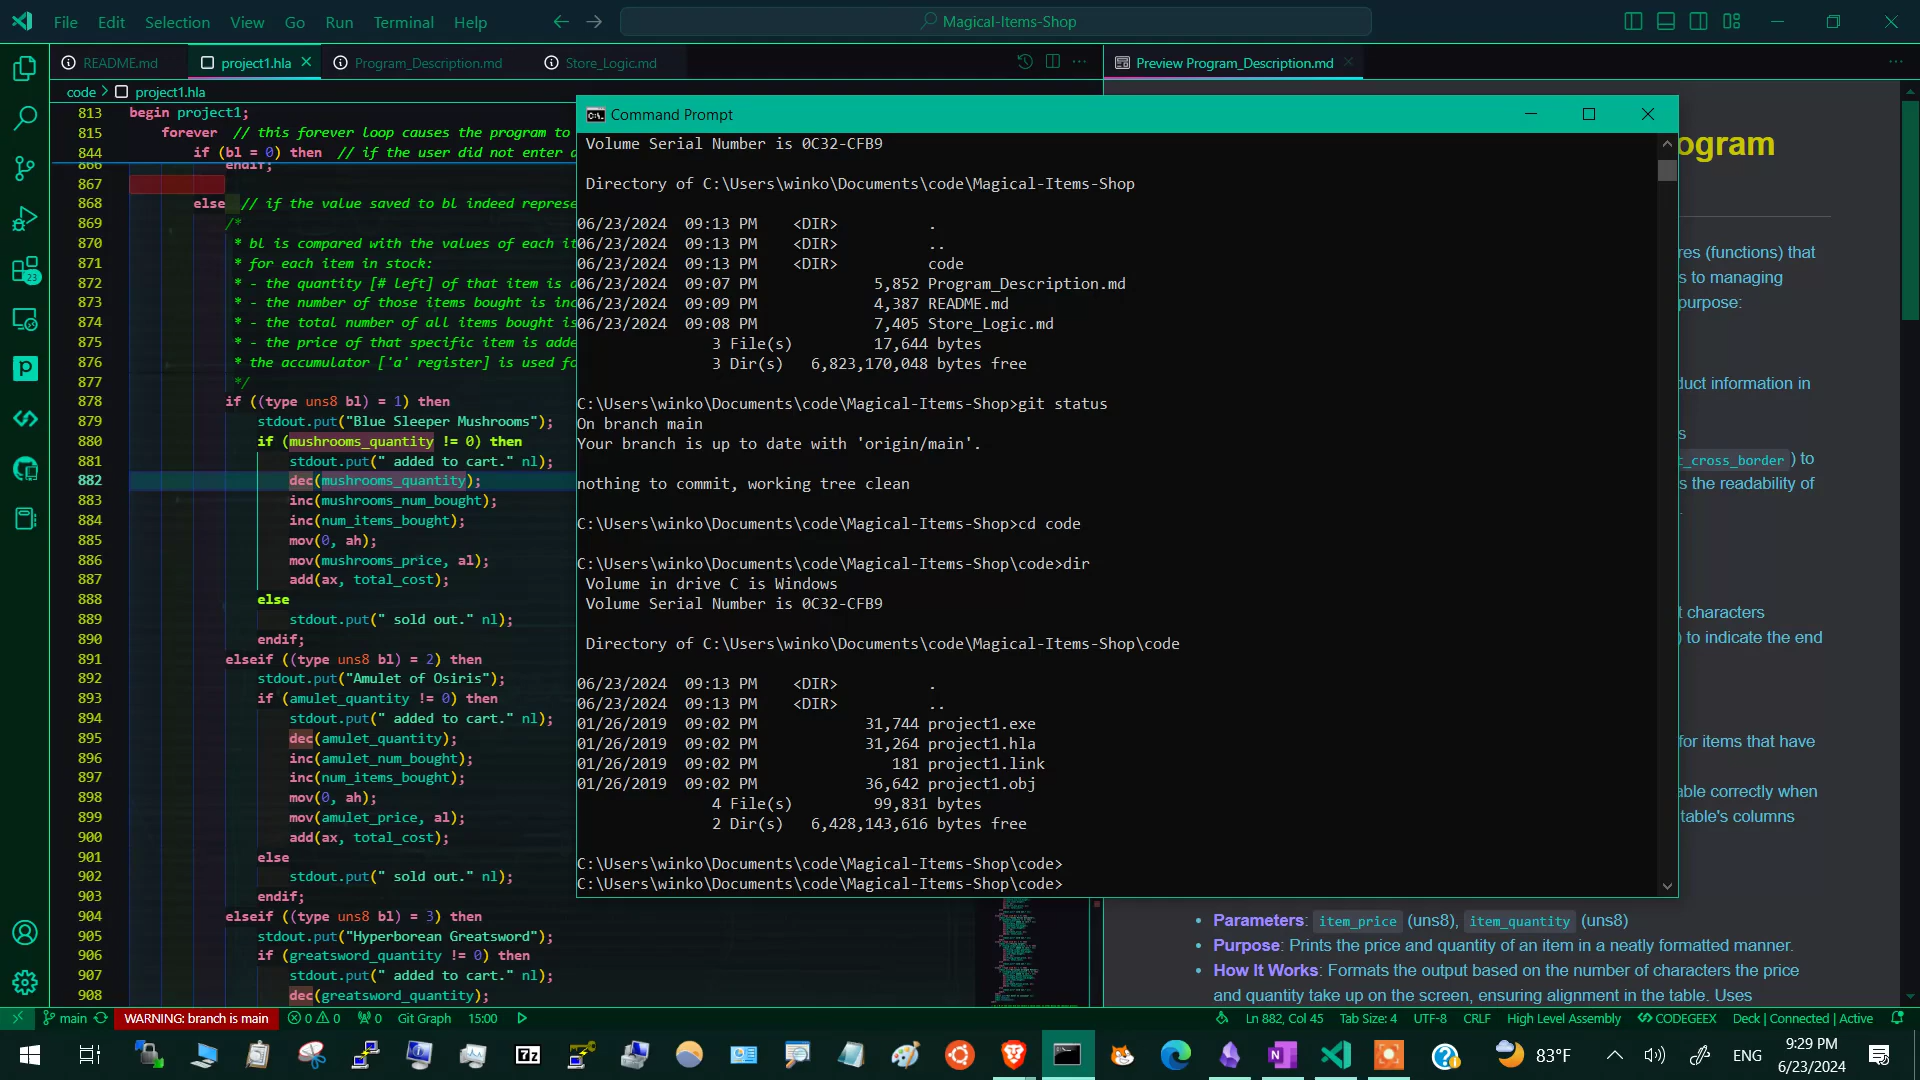 File Edit Selection View Go Run Terminal Help
Magical-Items-Shop
README.md
project1.hla
Program_Description.md
Store_Logic.md
Preview Program_Description.md
code > project1.hla
813 begin project1;
815 forever // this forever loop causes the program to
844 if (bl = 0) then // if the user did not enter
866 endif;
867
868 else // if the value saved to bl indeed represe
869 /*
870 * bl is compared with the values of each it
871 * for each item in stock:
872 * - the quantity [# left] of that item is
873 * - the number of those items bought is inc
874 * - the total number of all items bought is
875 * - the price of that specific item is adde
876 * the accumulator ['a' register] is used fo
877 */
878 if ((type uns8 bl) = 1) then
879 stdout.put("Blue Sleeper Mushrooms");
880 if (mushrooms_quantity != 0) then
881 stdout.put(" added to cart." nl);
882 dec(mushrooms_quantity);
883 inc(mushrooms_num_bought);
884 inc(num_items_bought);
885 mov(0, ah);
886 mov(mushrooms_price, al);
887 add(ax, total_cost);
888 else
889 stdout.put(" sold out." nl);
890 endif;
891 elseif ((type uns8 bl) = 2) then
892 stdout.put("Amulet of Osiris");
893 if (amulet_quantity != 0) then
894 stdout.put(" added to cart." nl);
895 dec(amulet_quantity);
896 inc(amulet_num_bought);
897 inc(num_items_bought);
898 mov(0, ah);
899 mov(amulet_price, al);
900 add(ax, total_cost);
901 else
902 stdout.put(" sold out." nl);
903 endif;
904 elseif ((type uns8 bl) = 3) then
905 stdout.put("Hyperborean Greatsword");
906 if (greatsword_quantity != 0) then
907 stdout.put(" added to cart." nl);
908 dec(greatsword_quantity);
Command Prompt
Volume Serial Number is 0C32-CFB9
Directory of C:\Users\winko\Documents\code\Magical-Items-Shop
06/23/2024 09:13 PM <DIR> .
06/23/2024 09:13 PM <DIR> ..
06/23/2024 09:13 PM <DIR> code
06/23/2024 09:07 PM 5,852 Program_Description.md
06/23/2024 09:09 PM 4,387 README.md
06/23/2024 09:08 PM 7,405 Store_Logic.md
3 File(s) 17,644 bytes
3 Dir(s) 6,823,170,048 bytes free
C:\Users\winko\Documents\code\Magical-Items-Shop>git status
On branch main
Your branch is up to date with 'origin/main'.
nothing to commit, working tree clean
C:\Users\winko\Documents\code\Magical-Items-Shop>cd code
C:\Users\winko\Documents\code\Magical-Items-Shop\code>dir
Volume in drive C is Windows
Volume Serial Number is 0C32-CFB9
Directory of C:\Users\winko\Documents\code\Magical-Items-Shop\code
06/23/2024 09:13 PM <DIR> .
06/23/2024 09:13 PM <DIR> ..
01/26/2019 09:02 PM 31,744 project1.exe
01/26/2019 09:02 PM 31,264 project1.hla
01/26/2019 09:02 PM 181 project1.link
01/26/2019 09:02 PM 36,642 project1.obj
4 File(s) 99,831 bytes
2 Dir(s) 6,428,143,616 bytes free
C:\Users\winko\Documents\code\Magical-Items-Shop\code>
C:\Users\winko\Documents\code\Magical-Items-Shop\code>
ogram
res (functions) that
s to managing
purpose:
duct information in
s
t_cross_border ) to
s the readability of
t characters
) to indicate the end
for items that have
able correctly when
table's columns
• Parameters: item_price (uns8), item_quantity (uns8)
• Purpose: Prints the price and quantity of an item in a neatly formatted manner.
• How It Works: Formats the output based on the number of characters the price
and quantity take up on the screen, ensuring alignment in the table. Uses
23
main
WARNING: branch is main
0 0
0
Git Graph
15:00
Ln 882, Col 45
Tab Size: 4
UTF-8
CRLF
High Level Assembly
CODEGEEX
Deck | Connected | Active
7z
83°F
ENG
9:29 PM
6/23/2024